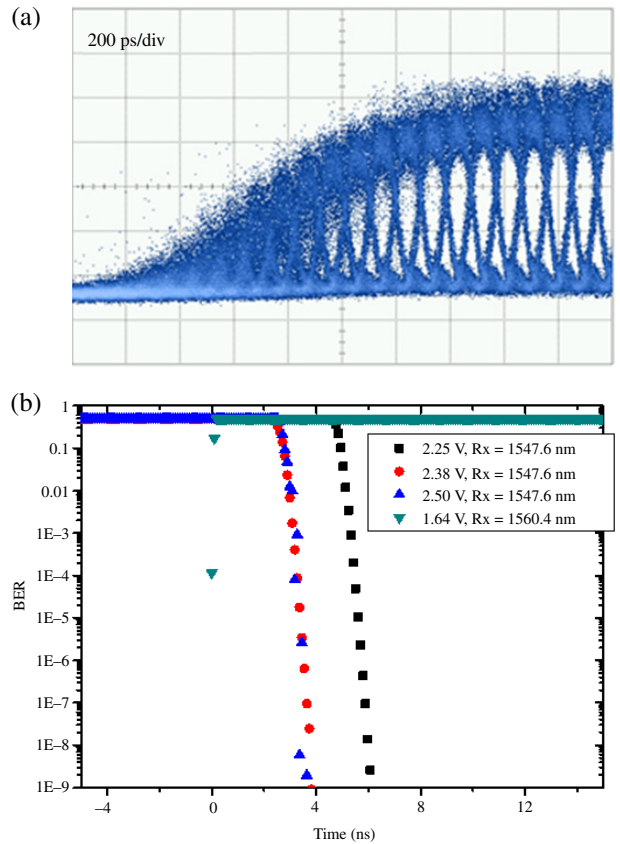 (a)
200 ps/div
(b)
1
0.1
0.01
1E−3
1E−4
1E−5
1E−6
1E−7
1E−8
1E−9
BER
2.25 V, Rx = 1547.6 nm
2.38 V, Rx = 1547.6 nm
2.50 V, Rx = 1547.6 nm
1.64 V, Rx = 1560.4 nm
−4 0 4 8 12
Time (ns)